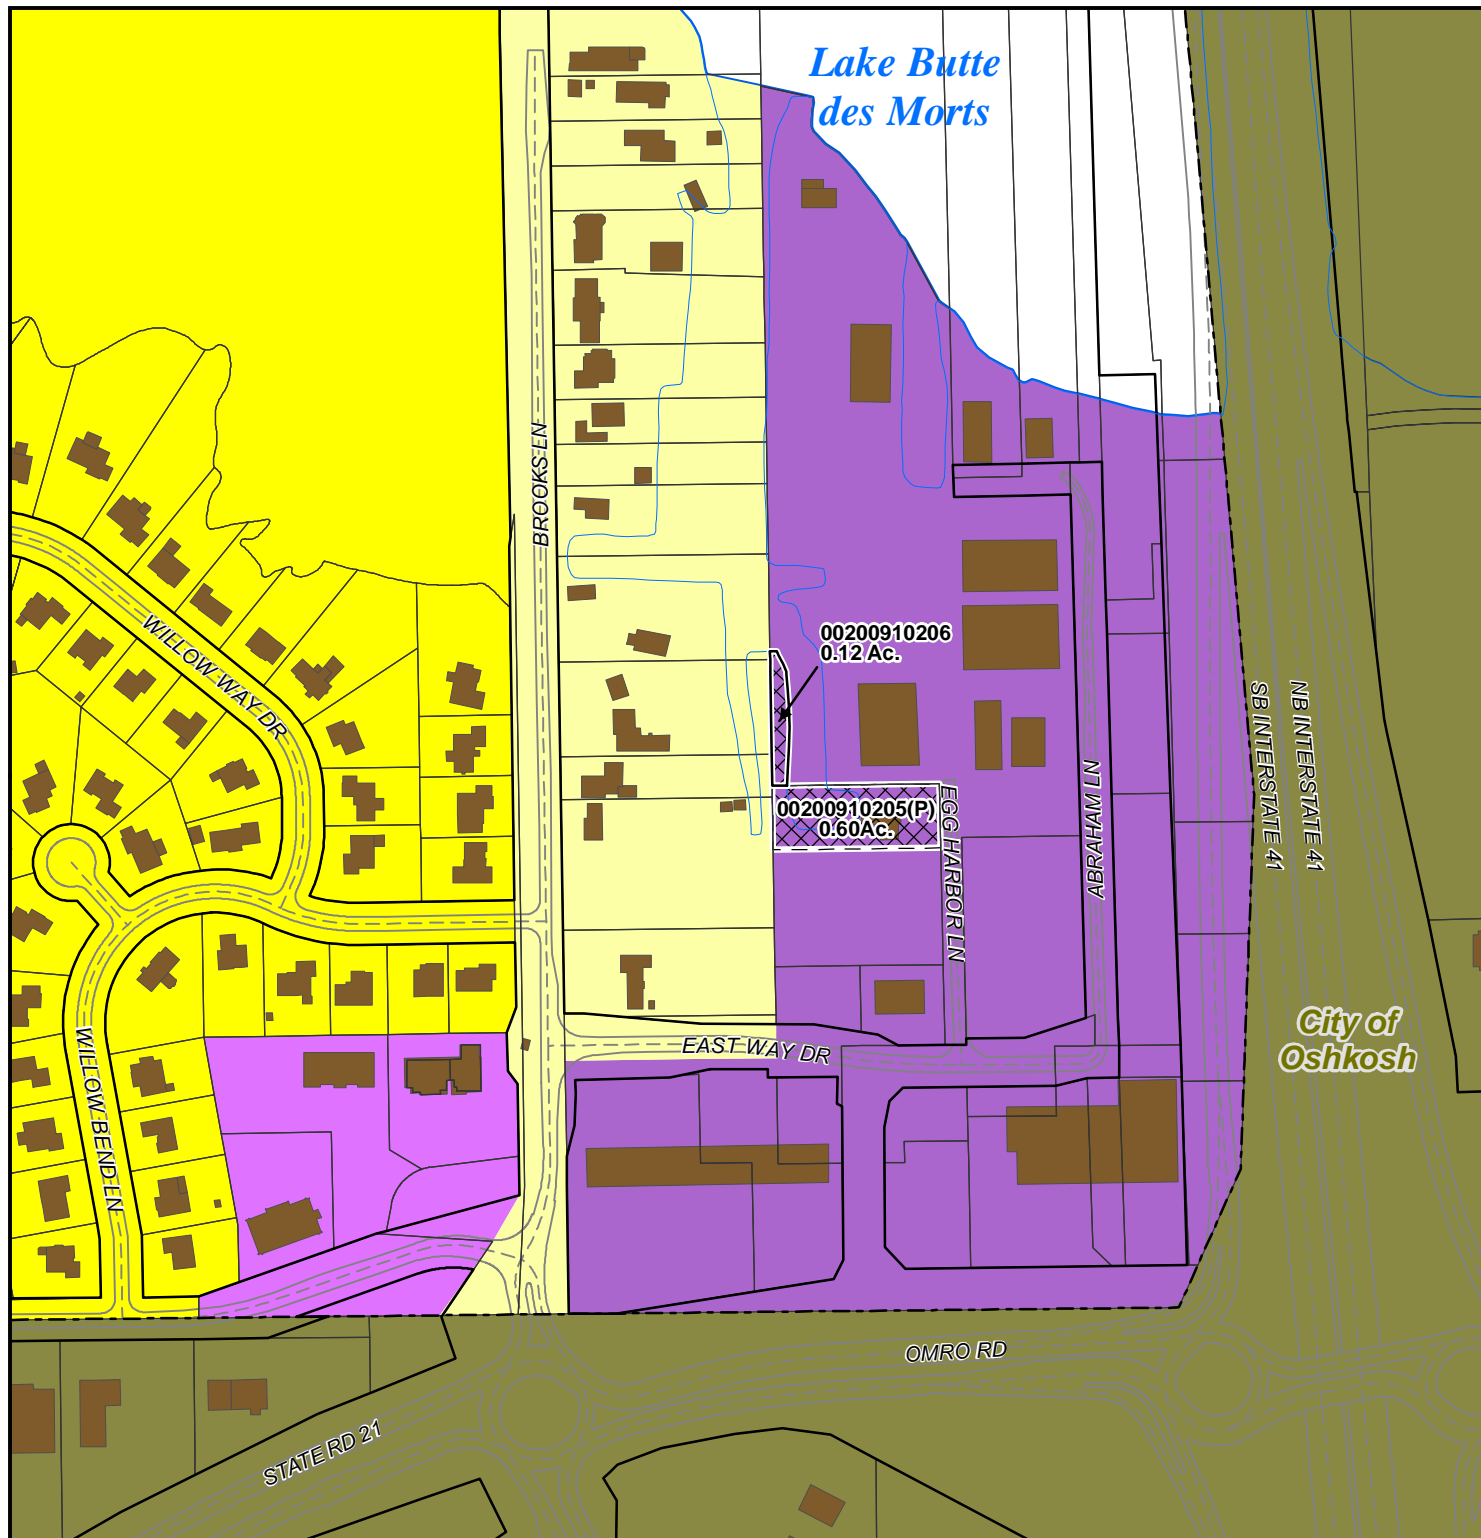 Lake Butte
des Morts
BROOKS LN
WILLOW WAY DR
00200910206
0.12 Ac.
SB INTERSTATE 41
NB INTERSTATE 41
00200910205(P)
0.60Ac.
EGG HARBOR LN
ABRAHAM LN
City of
Oshkosh
EAST WAY DR
WILLOW BEND LN
OMRO RD
STATE RD 21